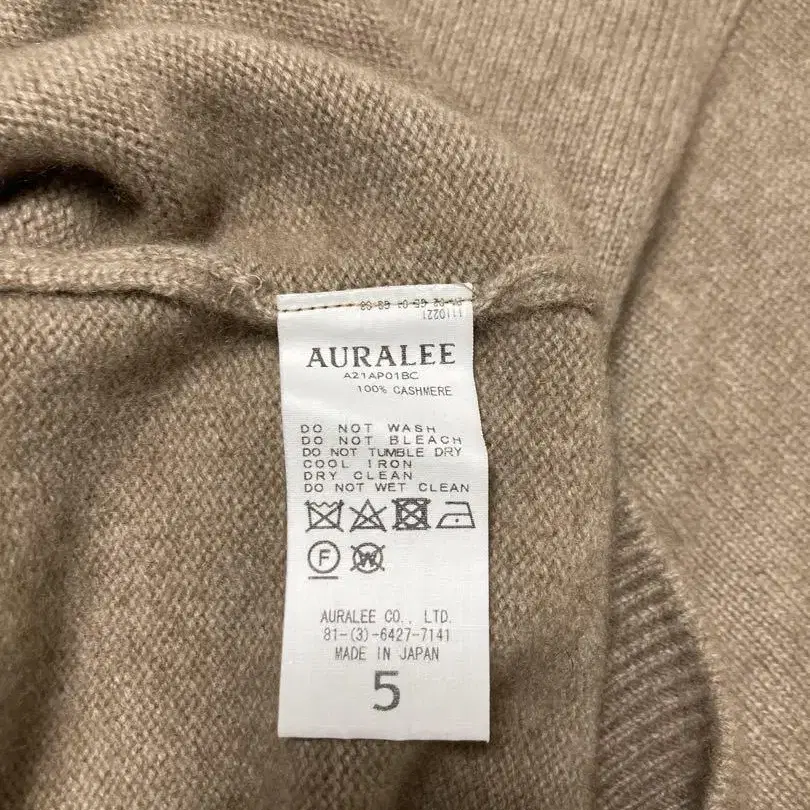 1110221
AURALEE
A21AP01BC
100% CASHMERE
DO NOT WASH
DO NOT BLEACH
DO NOT TUMBLE DRY
COOL IRON
DRY CLEAN
DO NOT WET CLEAN
F
W
AURALEE CO., LTD.
81-(3)-6427-7141
MADE IN JAPAN
5